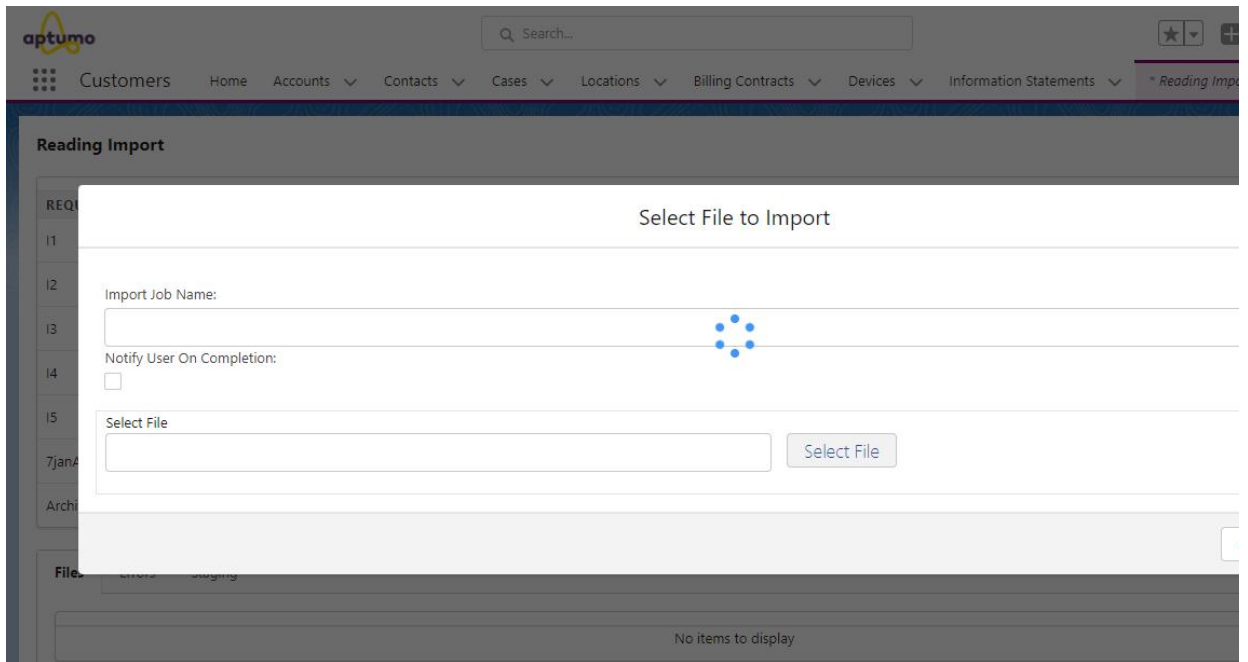 aptumo
Search...
Customers Home Accounts Contacts Cases Locations Billing Contracts Devices Information Statements * Reading Impo
Reading Import
REQU
Select File to Import
I1
I2
Import Job Name:
I3
Notify User On Completion:
I4
I5
Select File
7janA
Select File
Archi
Files Errors Staging
No items to display